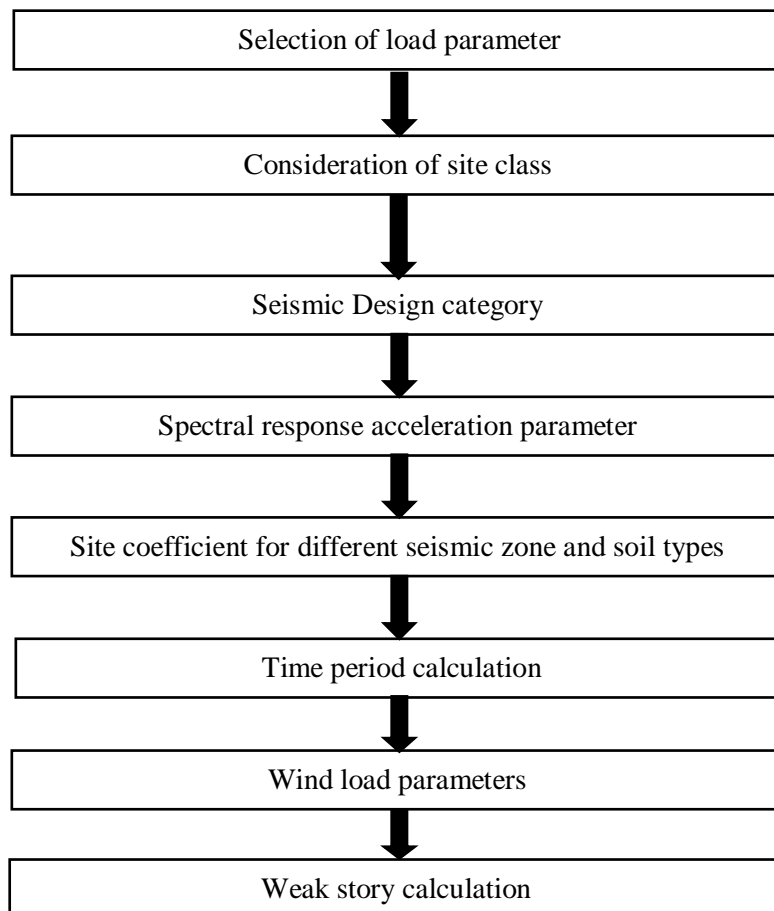 Selection of load parameter
Consideration of site class
Seismic Design category
Spectral response acceleration parameter
Site coefficient for different seismic zone and soil types
Time period calculation
Wind load parameters
Weak story calculation